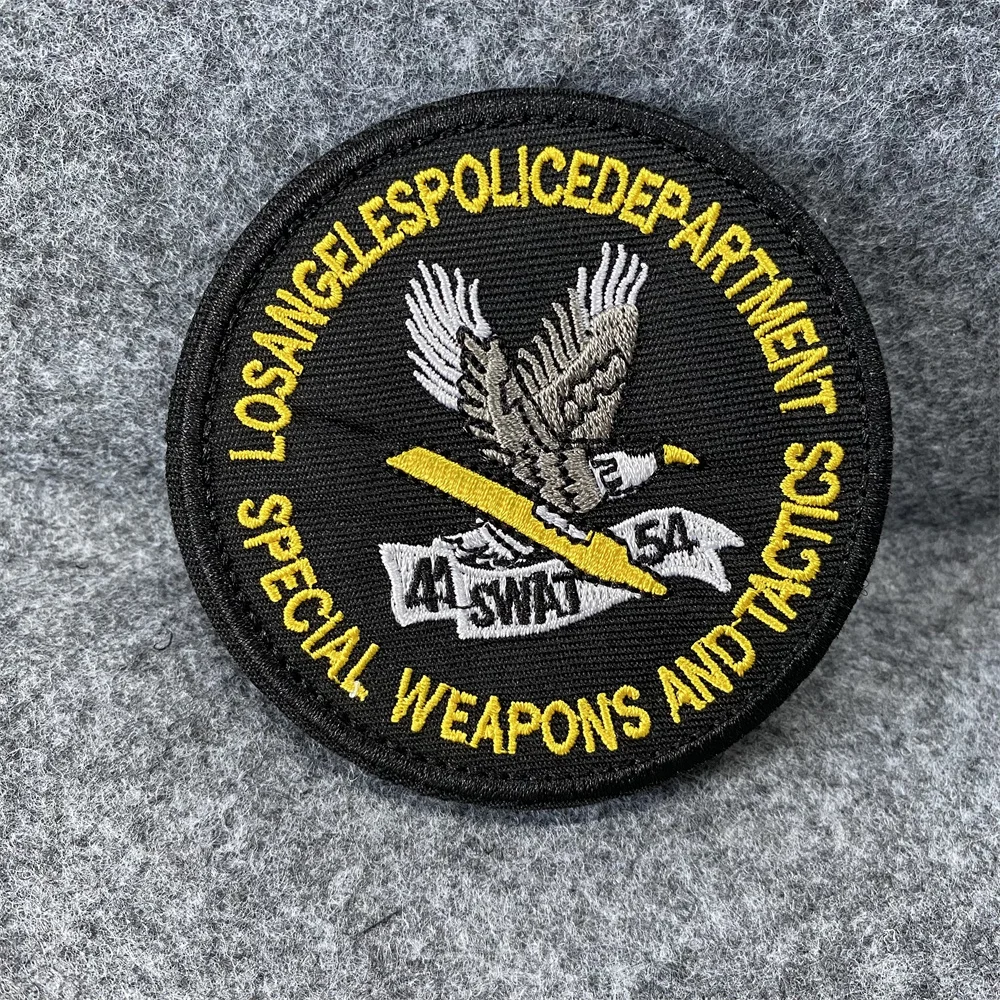 LOSANGELESPOLICEDEPARTMENT
41 SWAT 54
SPECIAL WEAPONS AND TACTICS